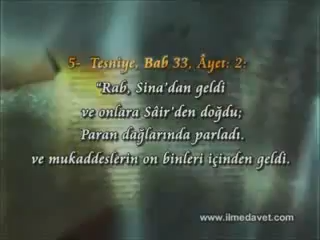 5- Tesniye, Bab 33, Âyet: 2:
"Rab, Sina'dan geldi
ve onlara Sâir'den doğdu;
Paran dağlarında parladı.
ve mukaddeslerin on binleri içinden geldi.
www.ilmedavet.com